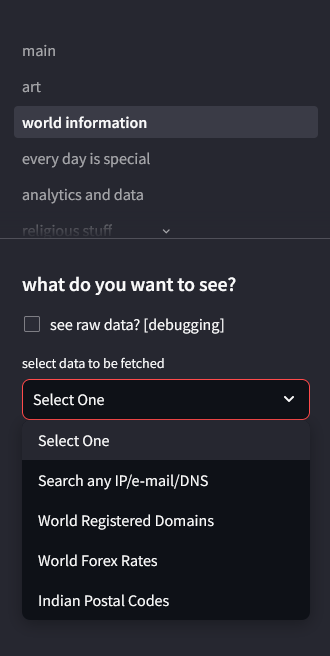 main
art
world information
every day is special
analytics and data
religious stuff
what do you want to see?
see raw data? [debugging]
select data to be fetched
Select One
Select One
Search any IP/e-mail/DNS
World Registered Domains
World Forex Rates
Indian Postal Codes